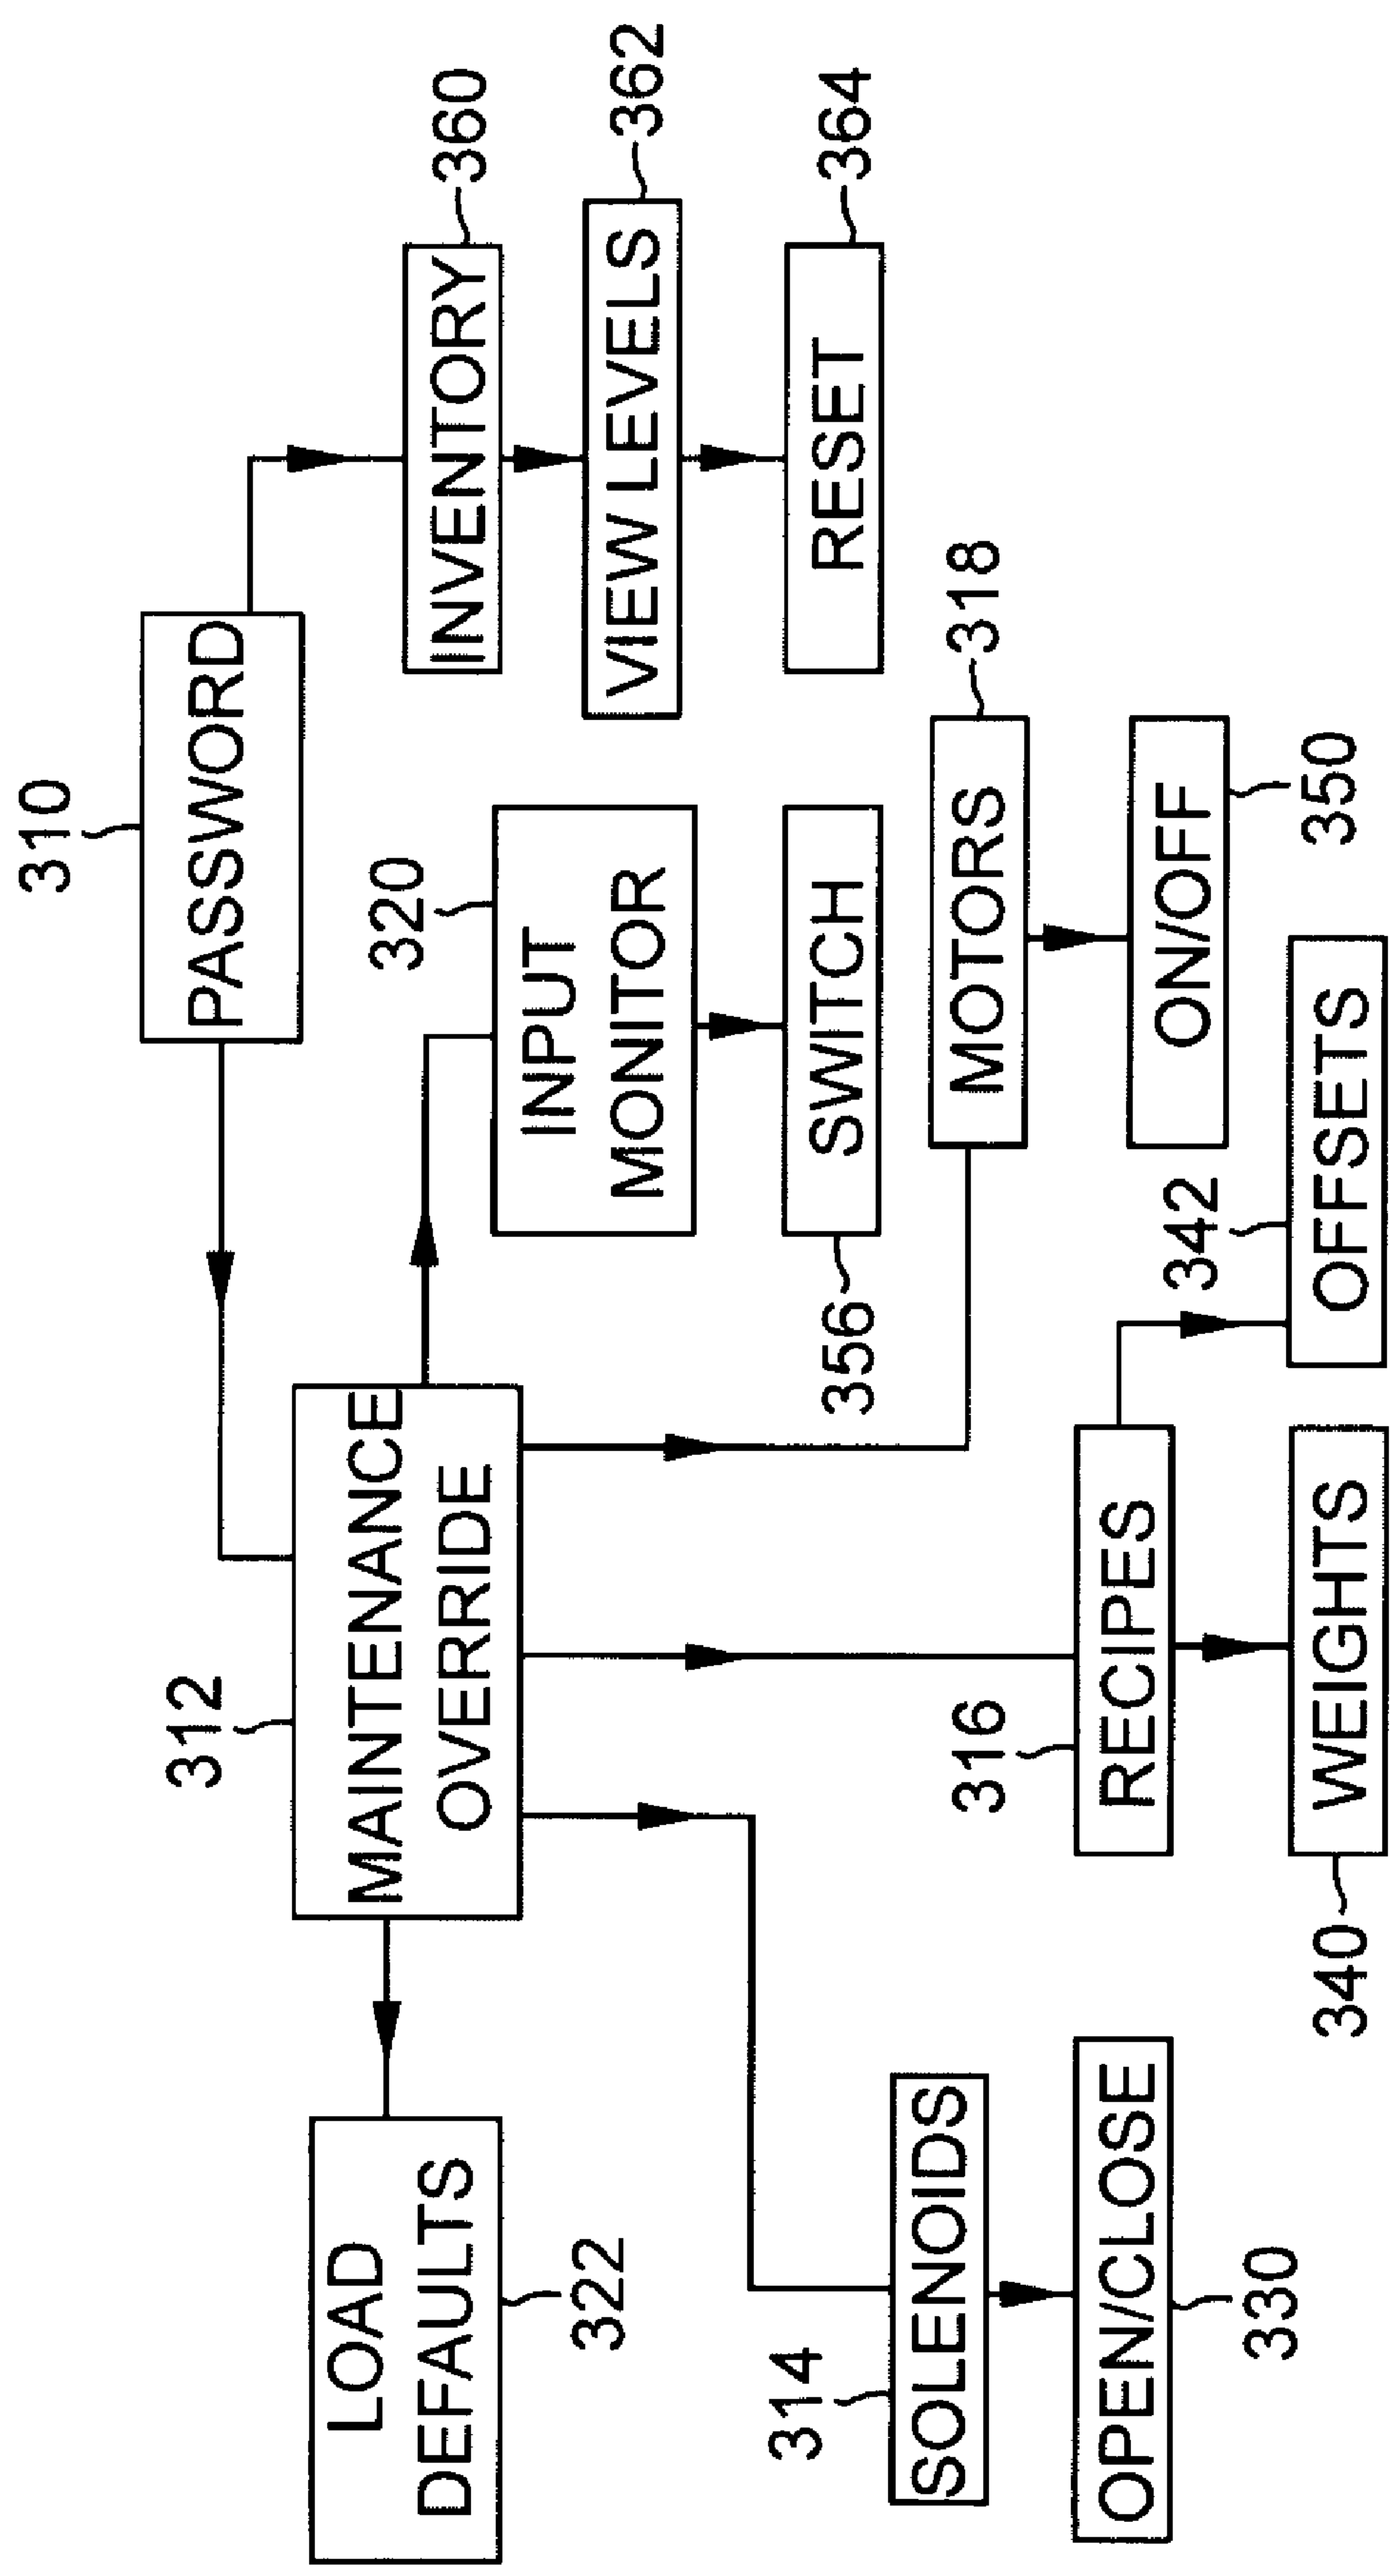 310
PASSWORD
312
MAINTENANCE
OVERRIDE
320
INPUT
MONITOR
INVENTORY
360
LOAD
DEFAULTS
322
VIEW LEVELS
362
356
SWITCH
RESET
364
314
SOLENOIDS
MOTORS
318
316
RECIPES
OPEN/CLOSE
330
ON/OFF
350
342
340
WEIGHTS
OFFSETS